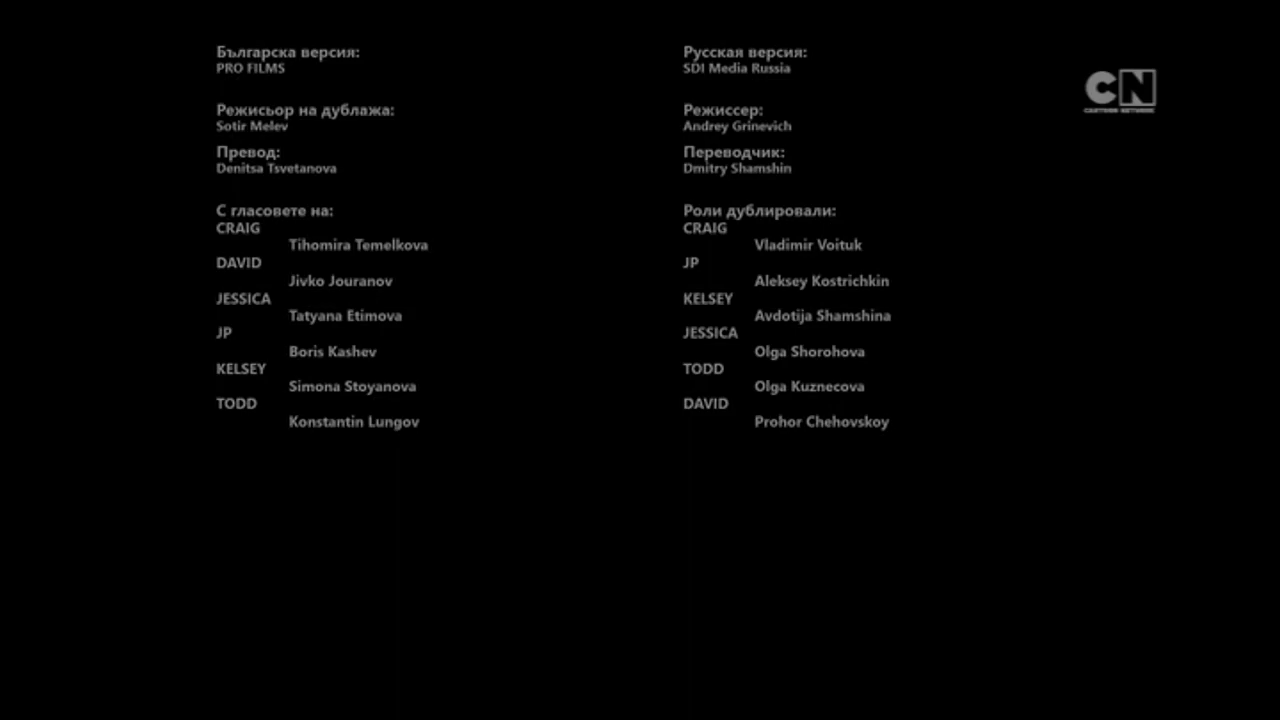 Българска версия:
PRO FILMS
Режисьор на дублажа:
Sotir Melev
Превод:
Denitsa Tsvetanova
С гласовете на:
CRAIG
Tihomira Temelkova
DAVID
Jivko Jouranov
JESSICA
Tatyana Etimova
JP
Boris Kashev
KELSEY
Simona Stoyanova
TODD
Konstantin Lungov
Русская версия:
SDI Media Russia
Режиссер:
Andrey Grinevich
Переводчик:
Dmitry Shamshin
Роли дублировали:
CRAIG
Vladimir Voituk
JP
Aleksey Kostrichkin
KELSEY
Avdotija Shamshina
JESSICA
Olga Shorohova
TODD
Olga Kuznecova
DAVID
Prohor Chehovskoy
CN
CARTOON NETWORK